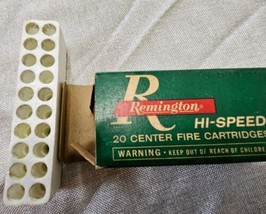 R
Remington
HI-SPEED
20 CENTER FIRE CARTRIDGES
WARNING • KEEP OUT OF REACH OF CHILDREN